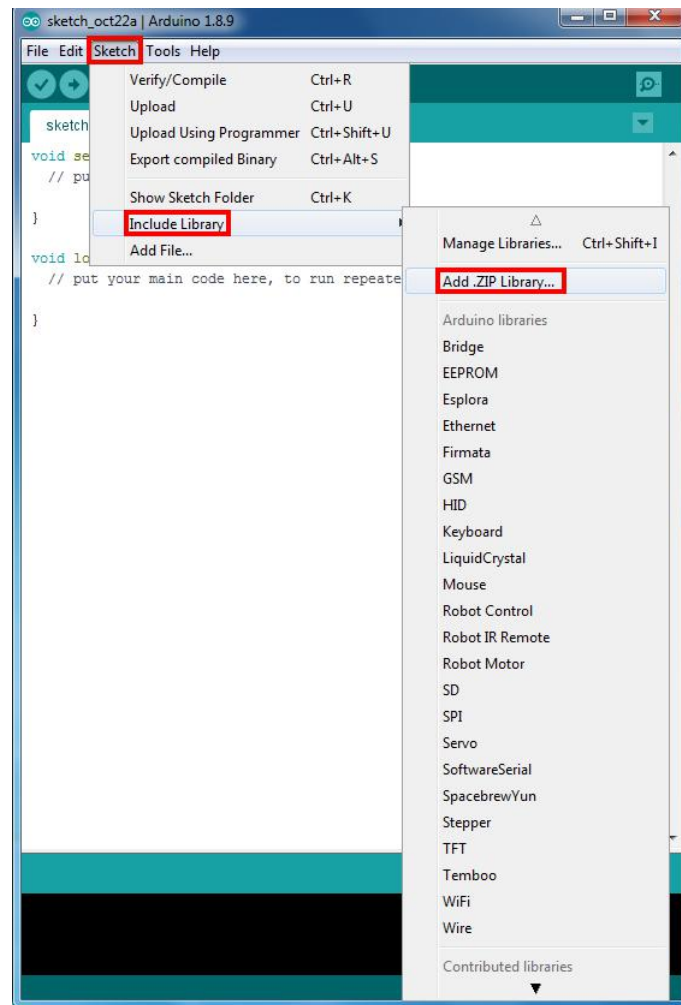 sketch_oct22a | Arduino 1.8.9
File Edit Sketch Tools Help
Verify/Compile Ctrl+R
Upload Ctrl+U
Upload Using Programmer Ctrl+Shift+U
Export compiled Binary Ctrl+Alt+S
Show Sketch Folder Ctrl+K
Include Library
Add File...
sketch
void se
// pu
}
void lo
// put your main code here, to run repeate
}
Manage Libraries... Ctrl+Shift+I
Add .ZIP Library...
Arduino libraries
Bridge
EEPROM
Esplora
Ethernet
Firmata
GSM
HID
Keyboard
LiquidCrystal
Mouse
Robot Control
Robot IR Remote
Robot Motor
SD
SPI
Servo
SoftwareSerial
SpacebrewYun
Stepper
TFT
Temboo
WiFi
Wire
Contributed libraries